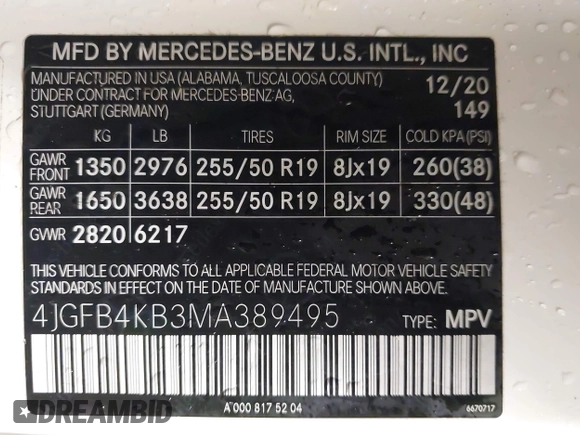 MFD BY MERCEDES-BENZ U.S. INTL., INC
MANUFACTURED IN USA (ALABAMA, TUSCALOOSA COUNTY) 12/20
UNDER CONTRACT FOR MERCEDES-BENZ AG, 149
STUTTGART (GERMANY)
KG LB TIRES RIM SIZE COLD KPA(PSI)
GAWR FRONT 1350 2976 255/50 R19 8Jx19 260(38)
GAWR REAR 1650 3638 255/50 R19 8Jx19 330(48)
GVWR 2820 6217
THIS VEHICLE CONFORMS TO ALL APPLICABLE FEDERAL MOTOR VEHICLE SAFETY
STANDARDS IN EFFECT ON THE DATE OF MANUFACTURE SHOWN ABOVE.
4JGFB4KB3MA389495 TYPE: MPV
A 000 817 52 04 6670717
DREAMBID